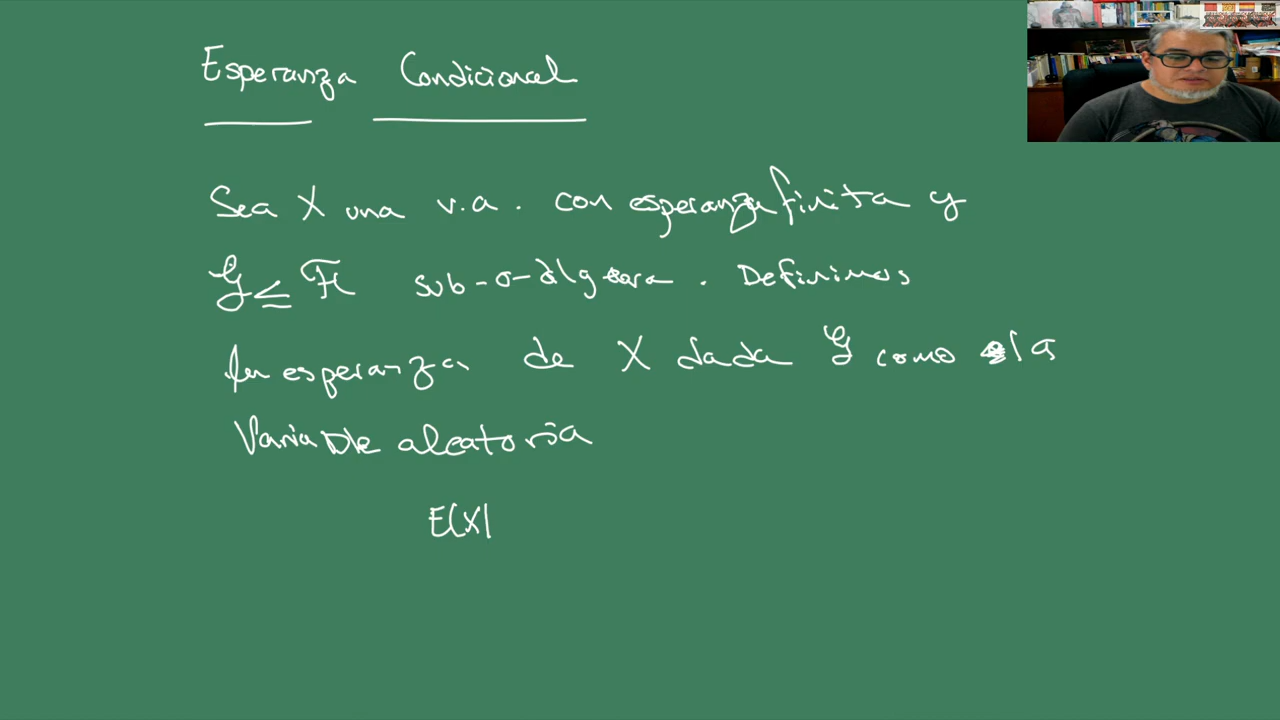 Esperanza Condicional
Sea X una v.a. con esperanza finita y
𝒢 ≤ ℱ sub-σ-álgebra. Definimos
la esperanza de X dada 𝒢 como la
Variable aleatoria
E(X|